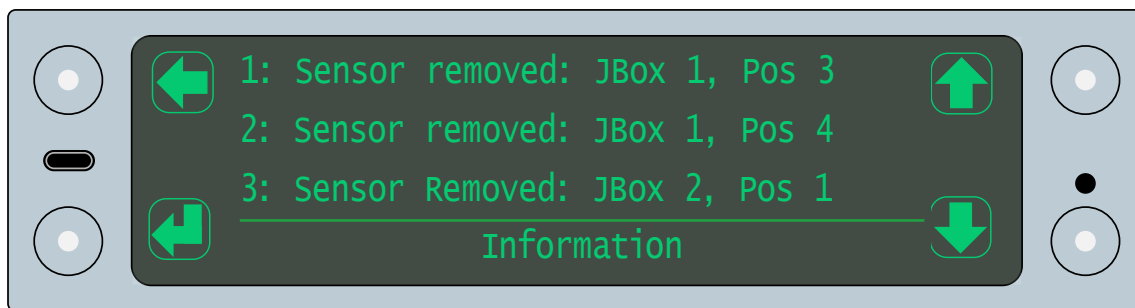 1: Sensor removed: JBox 1, Pos 3
2: Sensor removed: JBox 1, Pos 4
3: Sensor Removed: JBox 2, Pos 1
Information